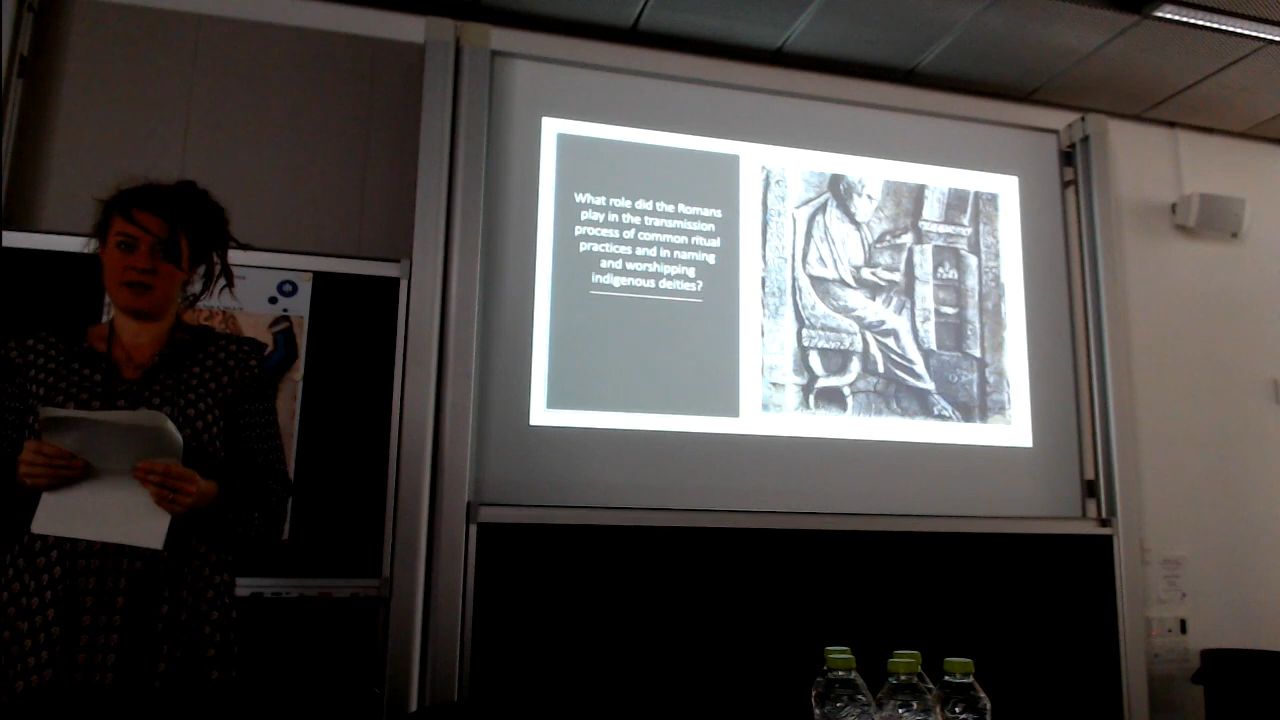 What role did the Romans
play in the transmission
process of common ritual
practices and in naming
and worshipping
indigenous deities?